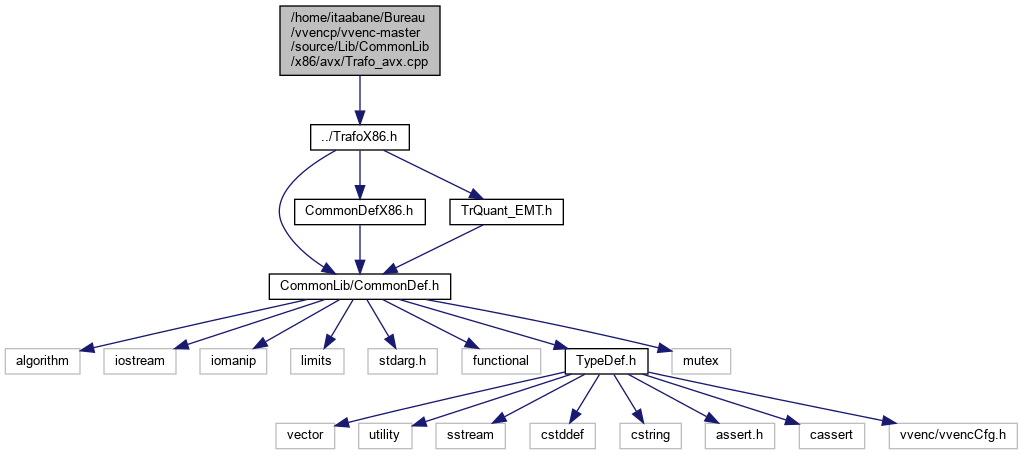 /home/itaabane/Bureau
/vvencp/vvenc-master
/source/Lib/CommonLib
/x86/avx/Trafo_avx.cpp
../TrafoX86.h
CommonDefX86.h
TrQuant_EMT.h
CommonLib/CommonDef.h
algorithm
iostream
iomanip
limits
stdarg.h
functional
TypeDef.h
mutex
vector
utility
sstream
cstddef
cstring
assert.h
cassert
vvenc/vvencCfg.h